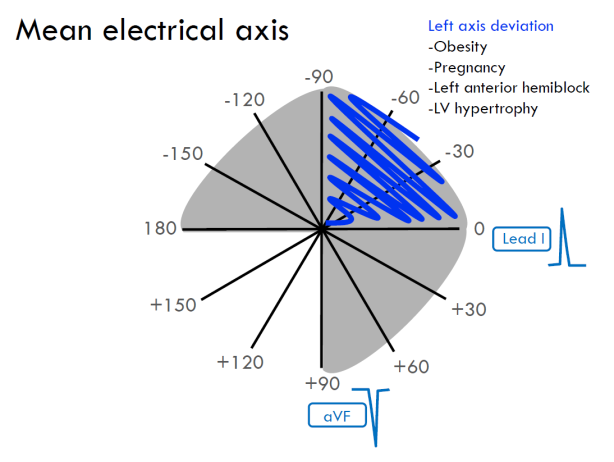 Mean electrical axis
Left axis deviation
-Obesity
-Pregnancy
-Left anterior hemiblock
-LV hypertrophy
-90
-60
-120
-30
-150
180
0
Lead I
+150
+30
+120
+60
+90
aVF